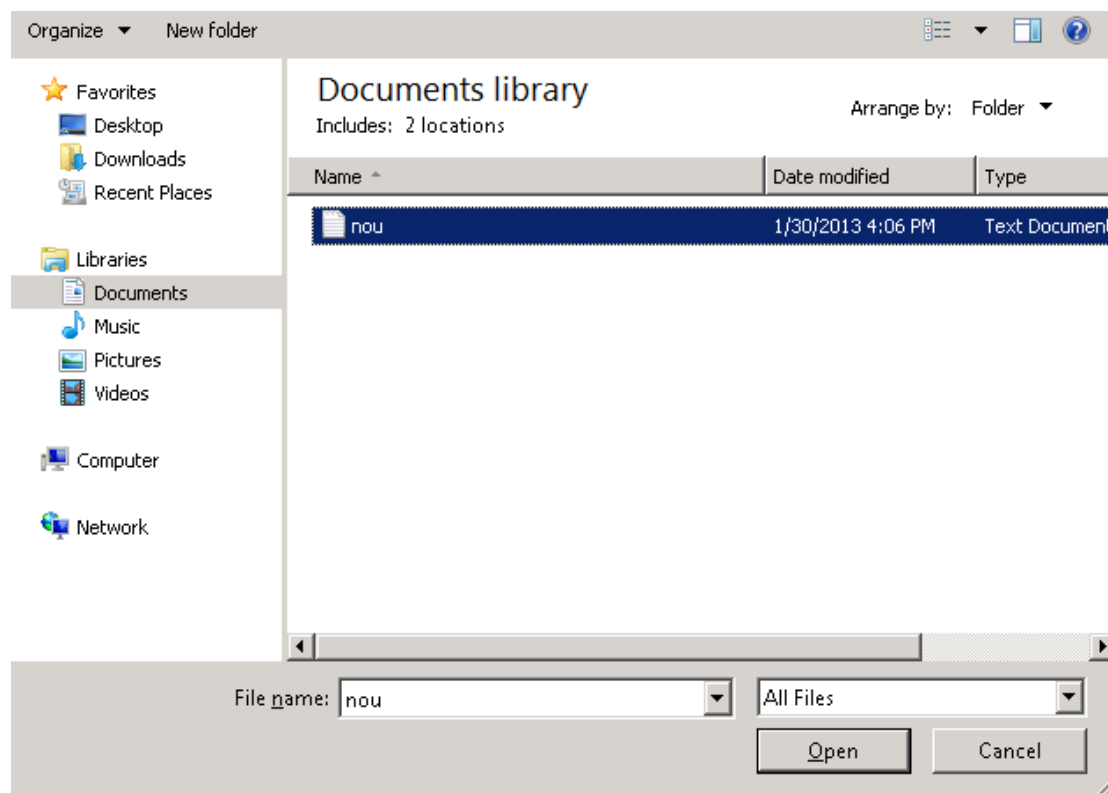 Organize New folder
Favorites
Desktop
Downloads
Recent Places
Libraries
Documents
Music
Pictures
Videos
Computer
Network
Documents library
Includes: 2 locations
Arrange by: Folder
Name Date modified Type
nou 1/30/2013 4:06 PM Text Documen
File name: nou All Files
Open Cancel